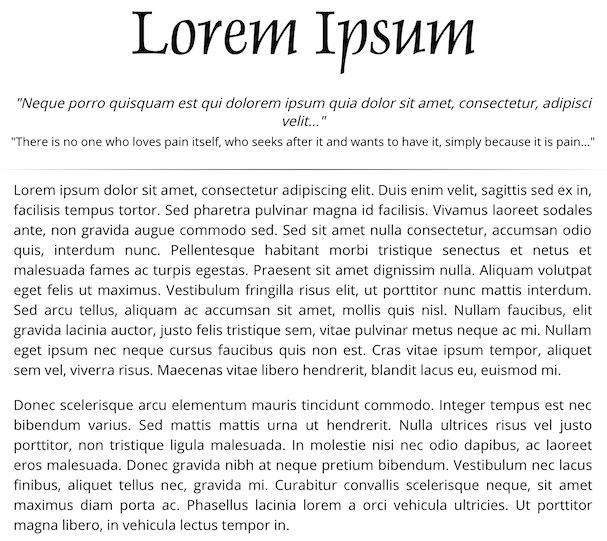 Lorem Ipsum
"Neque porro quisquam est qui dolorem ipsum quia dolor sit amet, consectetur, adipisci
velit..."
"There is no one who loves pain itself, who seeks after it and wants to have it, simply because it is pain..."
Lorem ipsum dolor sit amet, consectetur adipiscing elit. Duis enim velit, sagittis sed ex in,
facilisis tempus tortor. Sed pharetra pulvinar magna id facilisis. Vivamus laoreet sodales
ante, non gravida augue commodo sed. Sed sit amet nulla consectetur, accumsan odio
quis, interdum nunc. Pellentesque habitant morbi tristique senectus et netus et
malesuada fames ac turpis egestas. Praesent sit amet dignissim nulla. Aliquam volutpat
eget felis ut maximus. Vestibulum fringilla risus elit, ut porttitor nunc mattis interdum.
Sed arcu tellus, aliquam ac accumsan sit amet, mollis quis nisl. Nullam faucibus, elit
gravida lacinia auctor, justo felis tristique sem, vitae pulvinar metus neque ac mi. Nullam
eget ipsum nec neque cursus faucibus quis non est. Cras vitae ipsum tempor, aliquet
sem vel, viverra risus. Maecenas vitae libero hendrerit, blandit lacus eu, euismod mi.
Donec scelerisque arcu elementum mauris tincidunt commodo. Integer tempus est nec
bibendum varius. Sed mattis mattis urna ut hendrerit. Nulla ultrices risus vel justo
porttitor, non tristique ligula malesuada. In molestie nisi nec odio dapibus, ac laoreet
eros malesuada. Donec gravida nibh at neque pretium bibendum. Vestibulum nec lacus
finibus, aliquet tellus nec, gravida mi. Curabitur convallis scelerisque neque, sit amet
maximus diam porta ac. Phasellus lacinia lorem a orci vehicula ultricies. Ut porttitor
magna libero, in vehicula lectus tempor in.